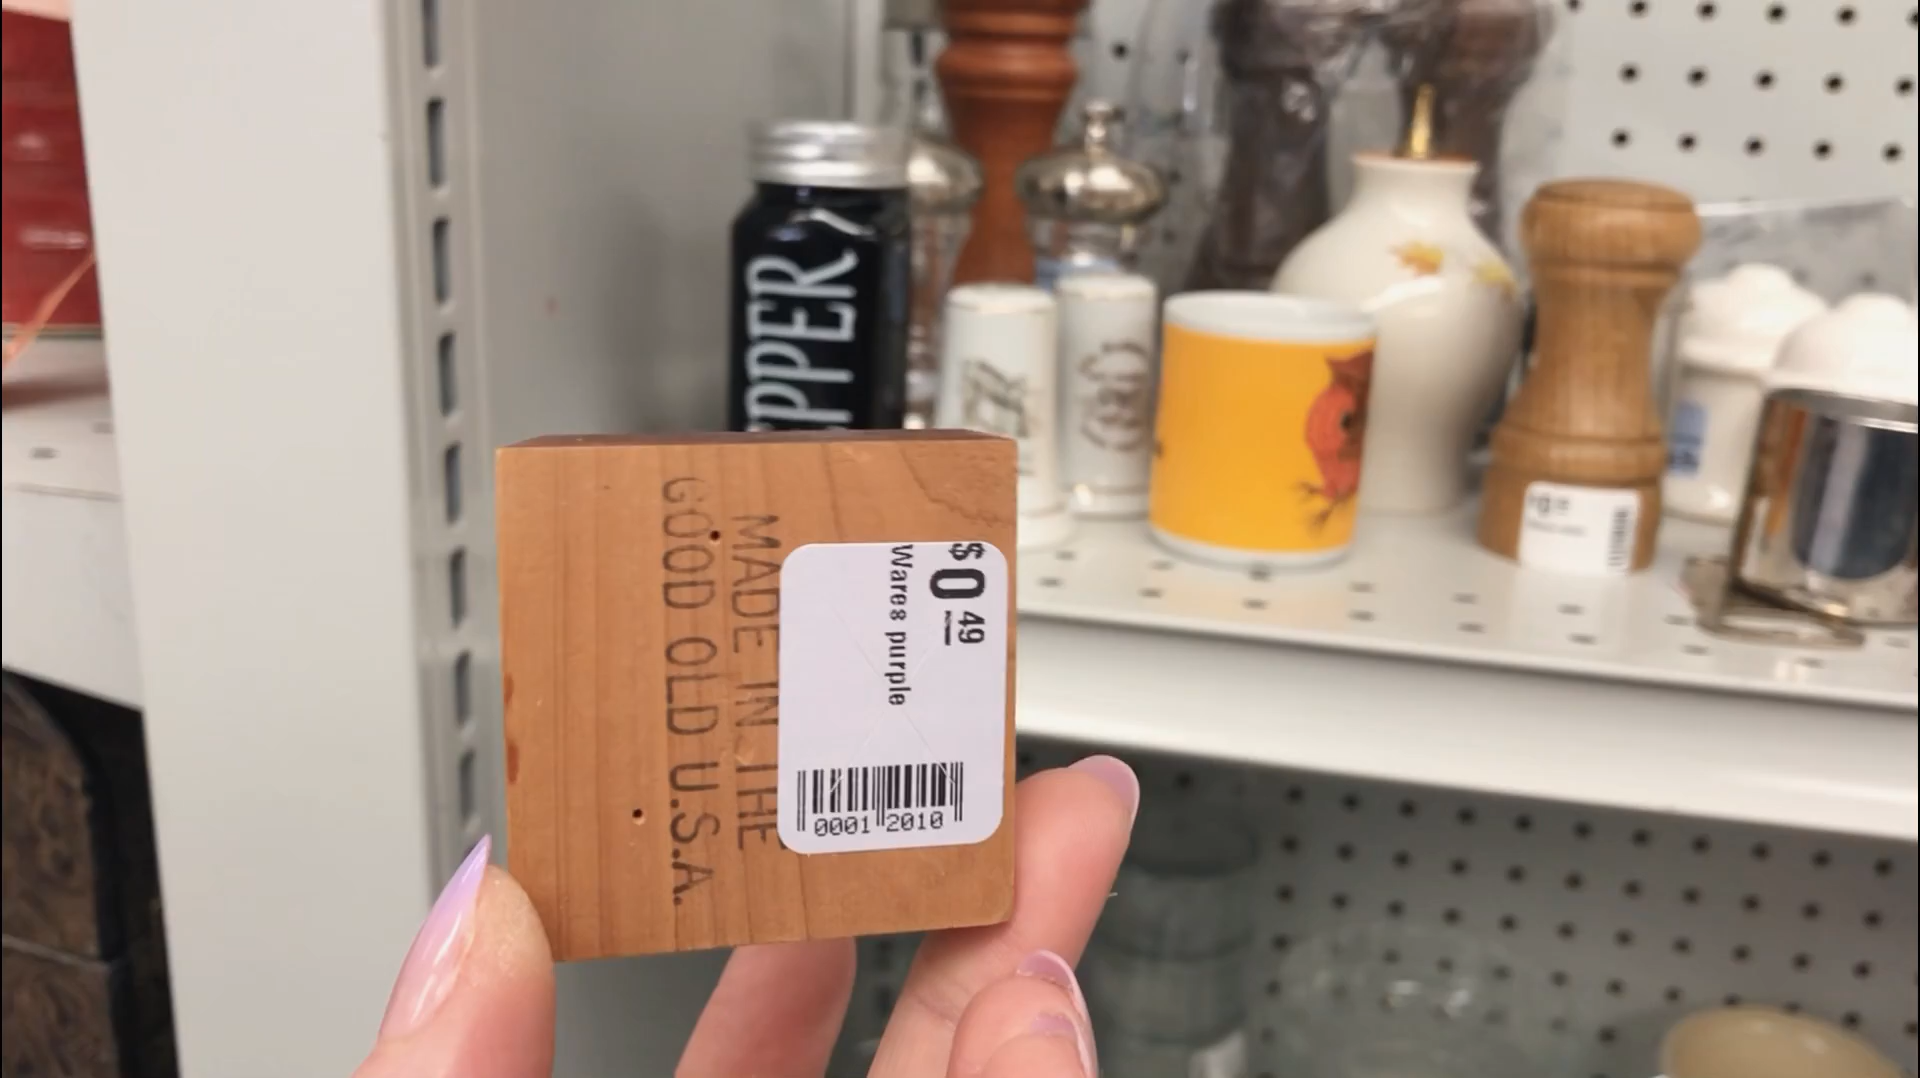 PEPPER
MADE IN THE
GOOD OLD U.S.A.
$0.49
Wares purple
0001 2010